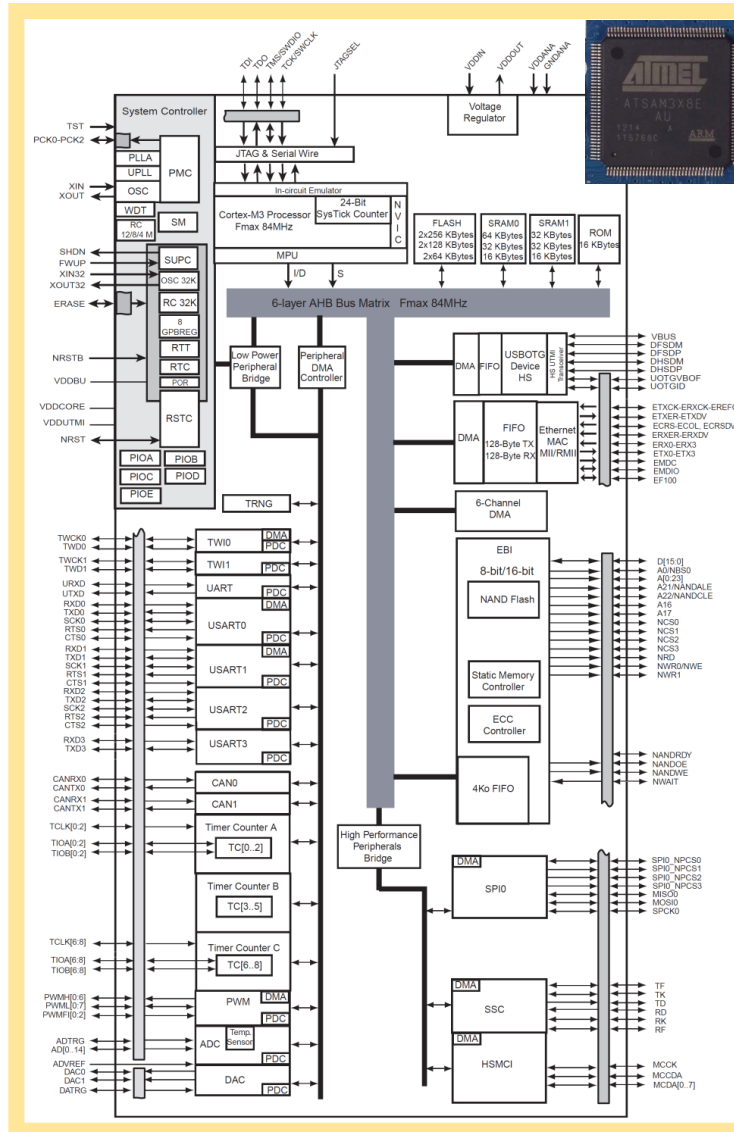 TDI
TDO
TMS/SWDIO
TCK/SWCLK
JTAGSEL
VDDIN
VDDOUT
VDDANA
GNDANA
ATMEL
ATSAM3X8E
AU
1214 A
ARM
System Controller
Voltage
Regulator
TST
PCK0-PCK2
PLLA
UPLL
OSC
PMC
XIN
XOUT
WDT
RC
12/8/4 M
SM
SHDN
FWUP
XIN32
XOUT32
ERASE
SUPC
OSC 32K
RC 32K
8
GPBREG
RTT
RTC
POR
RSTC
NRSTB
VDDBU
VDDCORE
VDDUTMI
NRST
PIOA
PIOB
PIOC
PIOD
PIOE
JTAG & Serial Wire
In-circuit Emulator
Cortex-M3 Processor
Fmax 84MHz
24-Bit
SysTick Counter
N
V
I
C
MPU
I/D
S
FLASH
2x256 KBytes
2x128 KBytes
2x64 KBytes
SRAM0
64 KBytes
32 KBytes
16 KBytes
SRAM1
32 KBytes
32 KBytes
16 KBytes
ROM
16 KBytes
6-layer AHB Bus Matrix Fmax 84MHz
Low Power
Peripheral
Bridge
Peripheral
DMA
Controller
DMA
FIFO
USBOTG
Device
HS
HS UTMI
Transceiver
VBUS
DFSDM
DFSDP
DHSDM
DHSDP
UOTGVBOF
UOTGID
DMA
FIFO
128-Byte TX
128-Byte RX
Ethernet
MAC
MII/RMII
ETXCK-ERXCK-EREFC
ETXER-ETXDV
ECRS-ECOL, ECRSDV
ERXER-ERXDV
ERX0-ERX3
ETX0-ETX3
EMDC
EMDIO
EF100
TRNG
6-Channel
DMA
TWCK0
TWD0
TWI0
DMA
PDC
TWCK1
TWD1
TWI1
PDC
URXD
UTXD
UART
PDC
RXD0
TXD0
SCK0
RTS0
CTS0
USART0
DMA
PDC
RXD1
TXD1
SCK1
RTS1
CTS1
USART1
DMA
PDC
RXD2
TXD2
SCK2
RTS2
CTS2
USART2
PDC
RXD3
TXD3
USART3
PDC
EBI
8-bit/16-bit
NAND Flash
Static Memory
Controller
ECC
Controller
4Ko FIFO
D[15:0]
A0/NBS0
A[0:23]
A21/NANDALE
A22/NANDCLE
A16
A17
NCS0
NCS1
NCS2
NCS3
NRD
NWR0/NWE
NWR1
NANDRDY
NANDOE
NANDWE
NWAIT
CANRX0
CANTX0
CAN0
CANRX1
CANTX1
CAN1
TCLK[0:2]
TIOA[0:2]
TIOB[0:2]
Timer Counter A
TC[0..2]
Timer Counter B
TC[3..5]
TCLK[6:8]
TIOA[6:8]
TIOB[6:8]
Timer Counter C
TC[6..8]
High Performance
Peripherals
Bridge
DMA
SPI0
SPI0_NPCS0
SPI0_NPCS1
SPI0_NPCS2
SPI0_NPCS3
MISO0
MOSI0
SPCK0
PWMH[0:6]
PWML[0:7]
PWMFI[0:2]
PWM
DMA
PDC
DMA
SSC
TF
TK
TD
RD
RK
RF
ADTRG
AD[0..14]
ADC
Temp.
Sensor
PDC
ADVREF
DAC0
DAC1
DATRG
DAC
PDC
DMA
HSMCI
MCCK
MCCDA
MCDA[0..7]